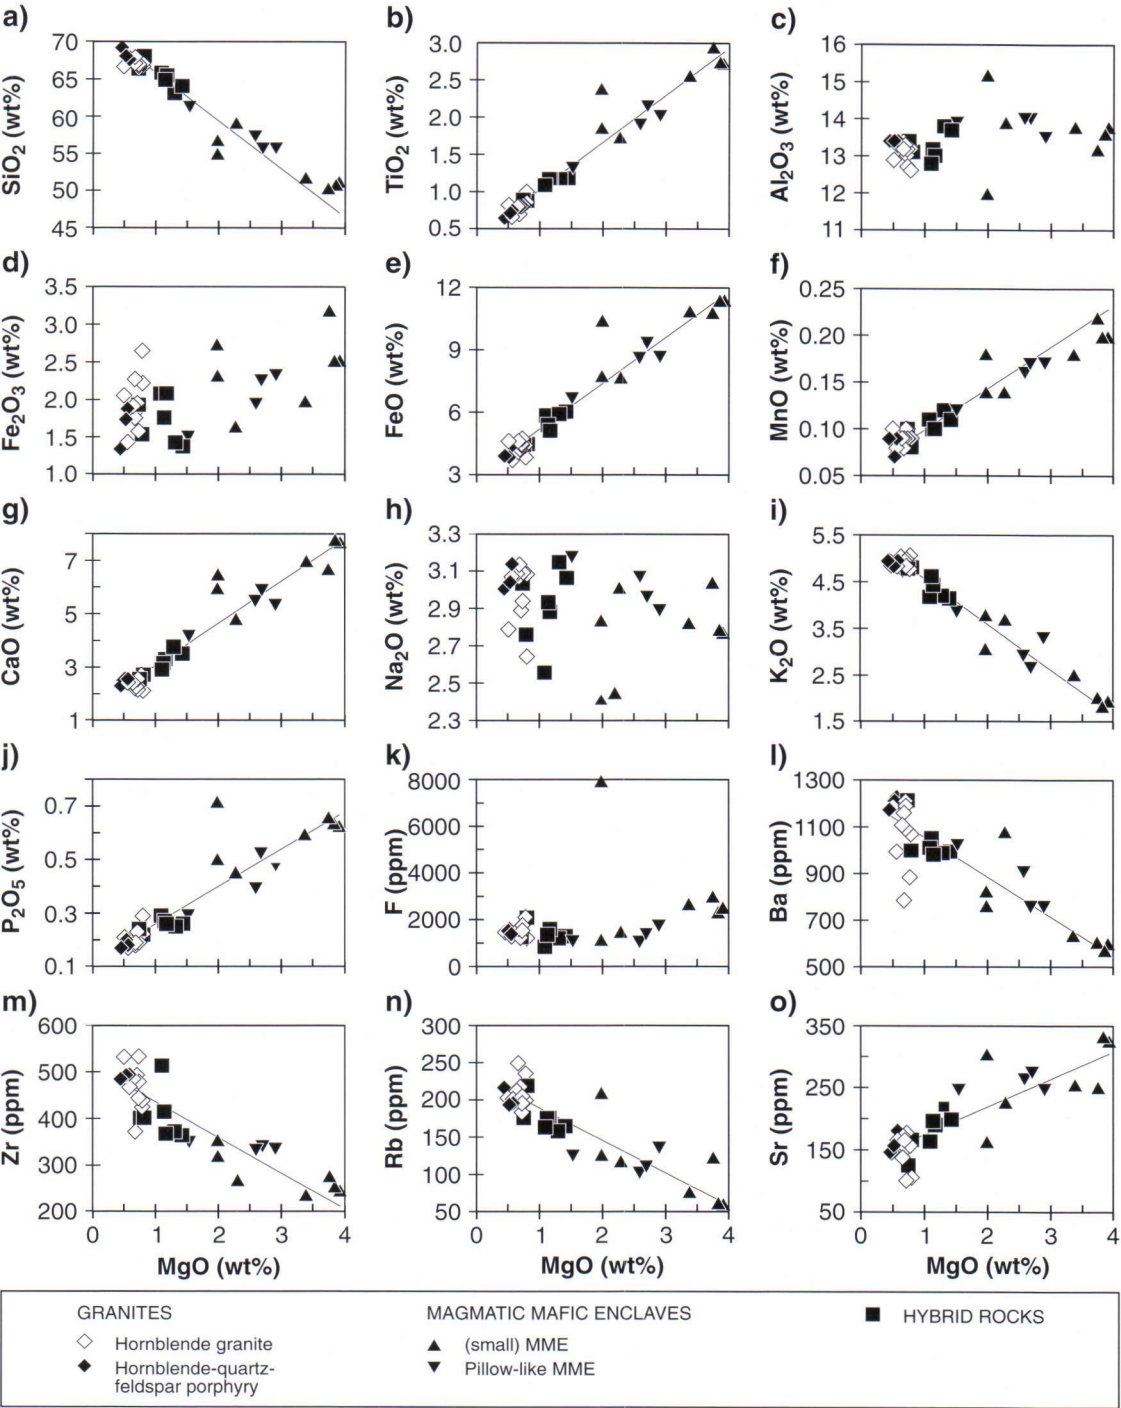 a)
b)
c)
70
65
60
55
50
45
SiO2 (wt%)
3.0
2.5
2.0
1.5
1.0
0.5
TiO2 (wt%)
16
15
14
13
12
11
Al2O3 (wt%)
d)
e)
f)
3.5
3.0
2.5
2.0
1.5
1.0
Fe2O3 (wt%)
12
9
6
3
FeO (wt%)
0.25
0.20
0.15
0.10
0.05
MnO (wt%)
g)
h)
i)
7
5
3
1
CaO (wt%)
3.3
3.1
2.9
2.7
2.5
2.3
Na2O (wt%)
5.5
4.5
3.5
2.5
1.5
K2O (wt%)
j)
k)
l)
0.7
0.5
0.3
0.1
P2O5 (wt%)
8000
6000
4000
2000
0
F (ppm)
1300
1100
900
700
500
Ba (ppm)
m)
n)
o)
600
500
400
300
200
Zr (ppm)
300
250
200
150
100
50
Rb (ppm)
350
250
150
50
Sr (ppm)
0 1 2 3 4
MgO (wt%)
0 1 2 3 4
MgO (wt%)
0 1 2 3 4
MgO (wt%)
GRANITES
Hornblende granite
Hornblende-quartz-
feldspar porphyry
MAGMATIC MAFIC ENCLAVES
(small) MME
Pillow-like MME
HYBRID ROCKS